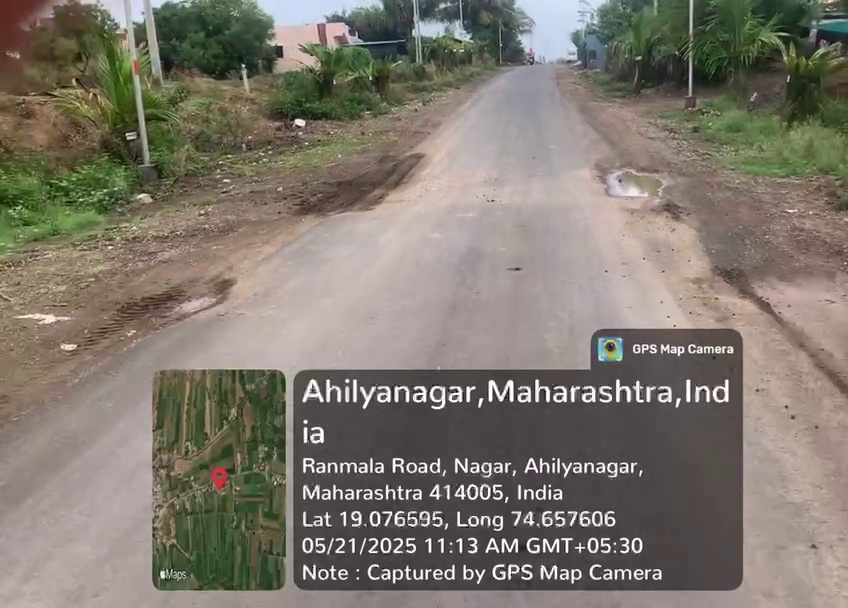 GPS Map Camera
Ahilyanagar,Maharashtra,Ind
ia
Ranmala Road, Nagar, Ahilyanagar,
Maharashtra 414005, India
Lat 19.076595, Long 74.657606
05/21/2025 11:13 AM GMT+05:30
Note : Captured by GPS Map Camera
Maps